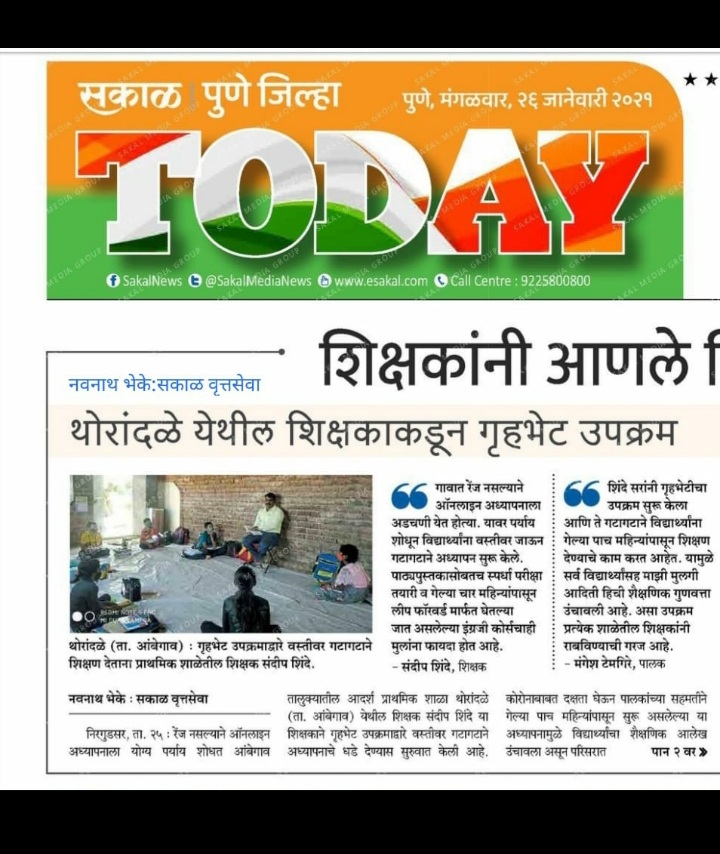 सकाळ पुणे जिल्हा
पुणे, मंगळवार, २६ जानेवारी २०२१
TODAY
SakalNews @SakalMediaNews www.esakal.com Call Centre : 9225800800
शिक्षकांनी आणले
नवनाथ भेके:सकाळ वृत्तसेवा
थोरांदळे येथील शिक्षकाकडून गृहभेट उपक्रम
REDMI NOTE
थोरांदळे (ता. आंबेगाव) : गृहभेट उपक्रमाद्वारे वस्तीवर गटागटाने
शिक्षण देताना प्राथमिक शाळेतील शिक्षक संदीप शिंदे.
गावात रेंज नसल्याने
ऑनलाइन अध्यापनाला
अडचणी येत होत्या. यावर पर्याय
शोधून विद्यार्थ्यांना वस्तीवर जाऊन
गटागटाने अध्यापन सुरू केले.
पाठ्यपुस्तकासोबतच स्पर्धा परीक्षा
तयारी व गेल्या चार महिन्यांपासून
लीप फॉरवर्ड मार्फत घेतल्या
जात असलेल्या इंग्रजी कोर्सचाही
मुलांना फायदा होत आहे.
- संदीप शिंदे, शिक्षक
शिंदे सरांनी गृहभेटीचा
उपक्रम सुरू केला
आणि ते गटागटाने विद्यार्थ्यांना
गेल्या पाच महिन्यांपासून शिक्षण
देण्याचे काम करत आहेत. यामुळे
सर्व विद्यार्थ्यांसह माझी मुलगी
आदिती हिची शैक्षणिक गुणवत्ता
उंचावली आहे. असा उपक्रम
प्रत्येक शाळेतील शिक्षकांनी
राबविण्याची गरज आहे.
- मंगेश टेमगिरे, पालक
नवनाथ भेके : सकाळ वृत्तसेवा
निरगुडसर, ता. २५ : रेंज नसल्याने ऑनलाइन
अध्यापनाला योग्य पर्याय शोधत आंबेगाव
तालुक्यातील आदर्श प्राथमिक शाळा थोरांदळे
(ता. आंबेगाव) येथील शिक्षक संदीप शिंदे या
शिक्षकाने गृहभेट उपक्रमाद्वारे वस्तीवर गटागटाने
अध्यापनाचे धडे देण्यास सुरुवात केली आहे.
कोरोनाबाबत दक्षता घेऊन पालकांच्या सहमतीने
गेल्या पाच महिन्यांपासून सुरू असलेल्या या
अध्यापनामुळे विद्यार्थ्यांचा शैक्षणिक आलेख
उंचावला असून परिसरात पान २ वर